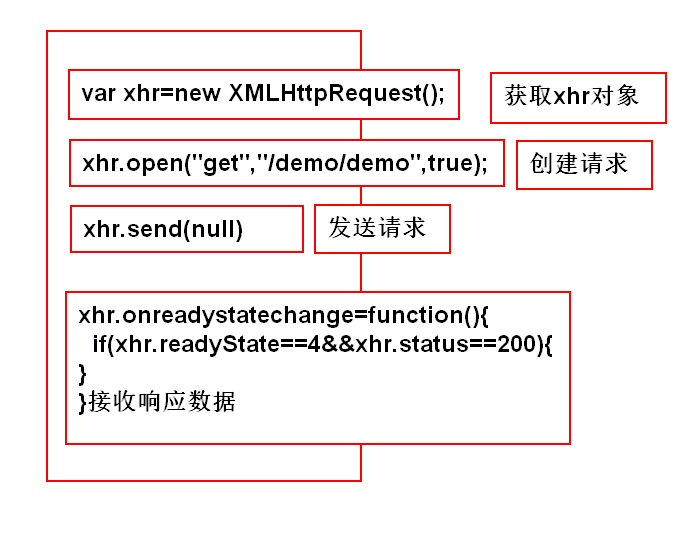 var xhr=new XMLHttpRequest();
获取xhr对象
xhr.open("get","/demo/demo",true);
创建请求
xhr.send(null)
发送请求
xhr.onreadystatechange=function(){
if(xhr.readyState==4&&xhr.status==200){
}
}接收响应数据